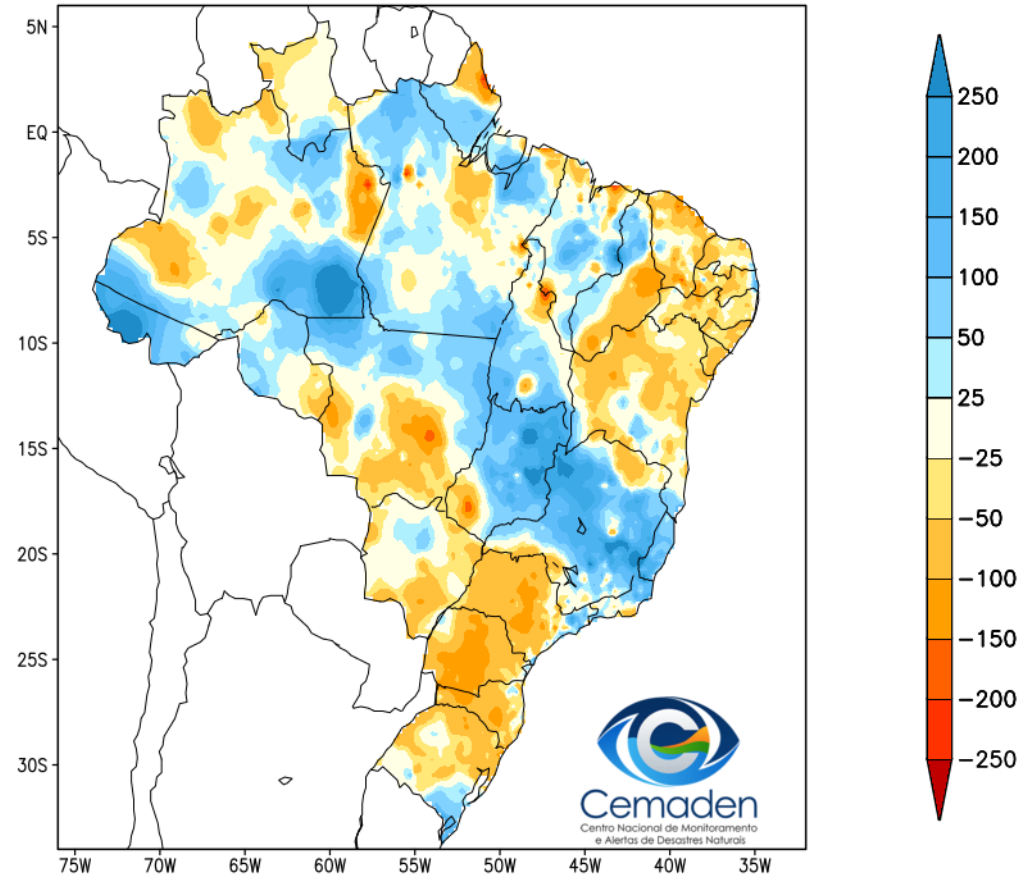 5N
EQ
5S
10S
15S
20S
25S
30S
75W 70W 65W 60W 55W 50W 45W 40W 35W
250
200
150
100
50
25
−25
−50
−100
−150
−200
−250
Cemaden
Centro Nacional de Monitoramento
e Alertas de Desastres Naturais